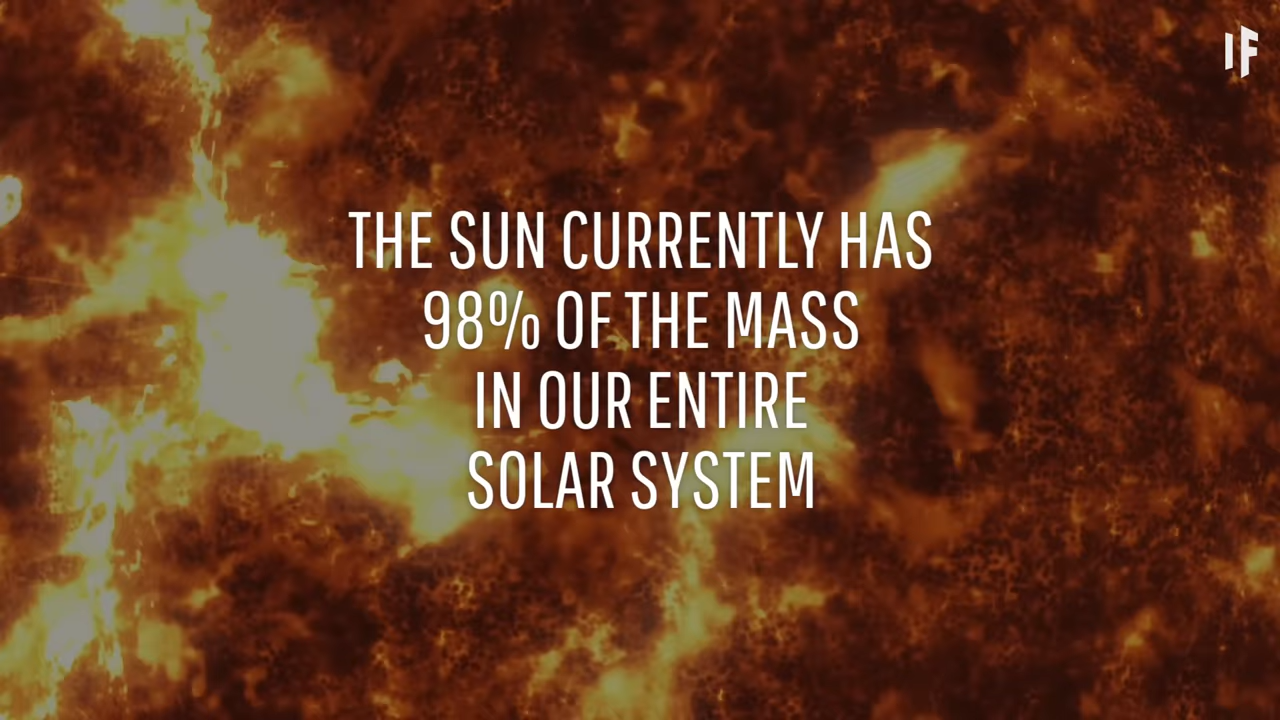 IF
THE SUN CURRENTLY HAS
98% OF THE MASS
IN OUR ENTIRE
SOLAR SYSTEM